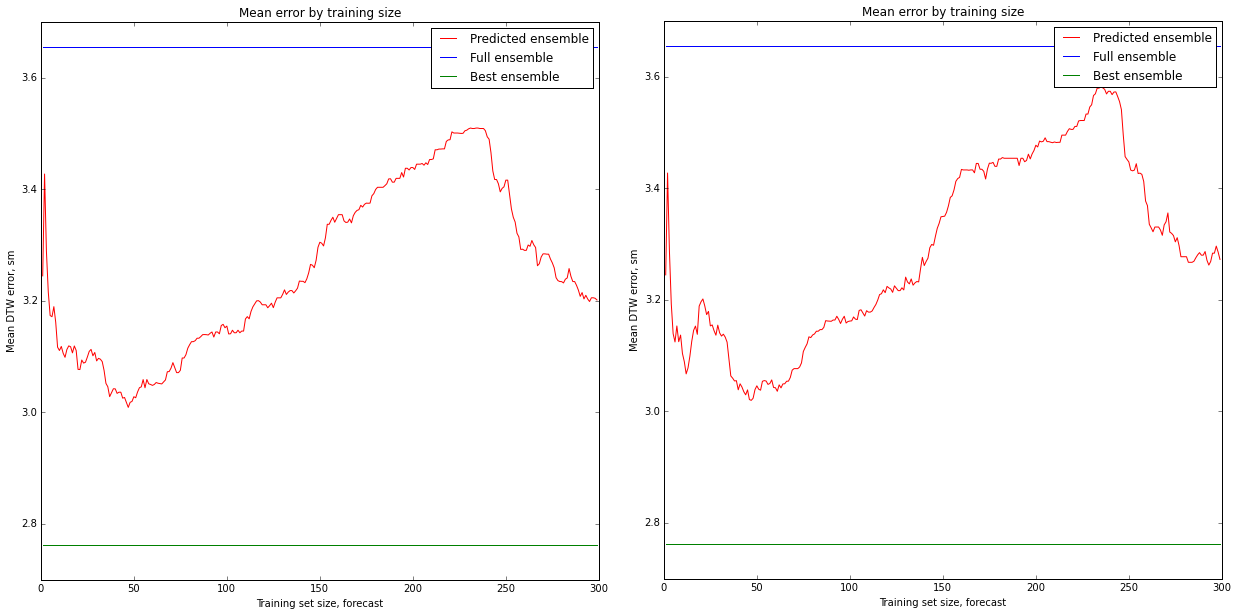 Mean error by training size
Predicted ensemble
Full ensemble
Best ensemble
3.6
3.4
3.2
3.0
2.8
Mean DTW error, sm
0 50 100 150 200 250 300
Training set size, forecast
Mean error by training size
Predicted ensemble
Full ensemble
Best ensemble
3.6
3.4
3.2
3.0
2.8
Mean DTW error, sm
0 50 100 150 200 250 300
Training set size, forecast